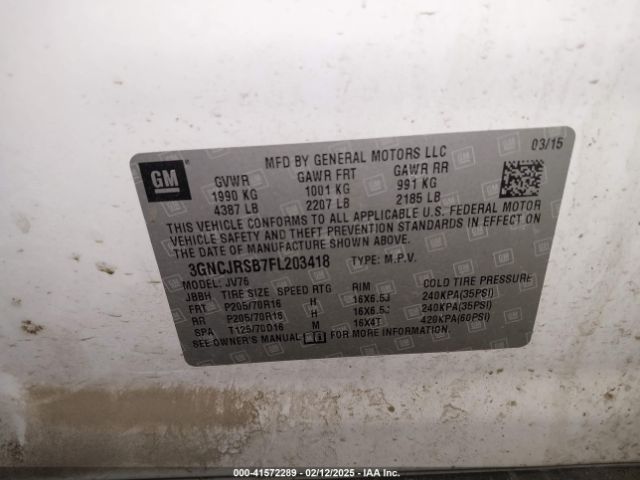 03/15
MFD BY GENERAL MOTORS LLC
GM
GVWR GAWR FRT GAWR RR
1990 KG 1001 KG 991 KG
4387 LB 2207 LB 2185 LB
THIS VEHICLE CONFORMS TO ALL APPLICABLE U.S. FEDERAL MOTOR
VEHICLE SAFETY AND THEFT PREVENTION STANDARDS IN EFFECT ON
THE DATE OF MANUFACTURE SHOWN ABOVE.
3GNCJRSB7FL203418 TYPE: M.P.V.
MODEL: JV76
JBBH TIRE SIZE SPEED RTG RIM COLD TIRE PRESSURE
FRT P205/70R16 H 16X6.5J 240KPA(35PSI)
RR P205/70R16 H 16X6.5J 240KPA(35PSI)
SPA T125/70D16 M 16X4T 420KPA(60PSI)
SEE OWNER'S MANUAL FOR MORE INFORMATION.
000-41572289 - 02/12/2025 - IAA Inc.